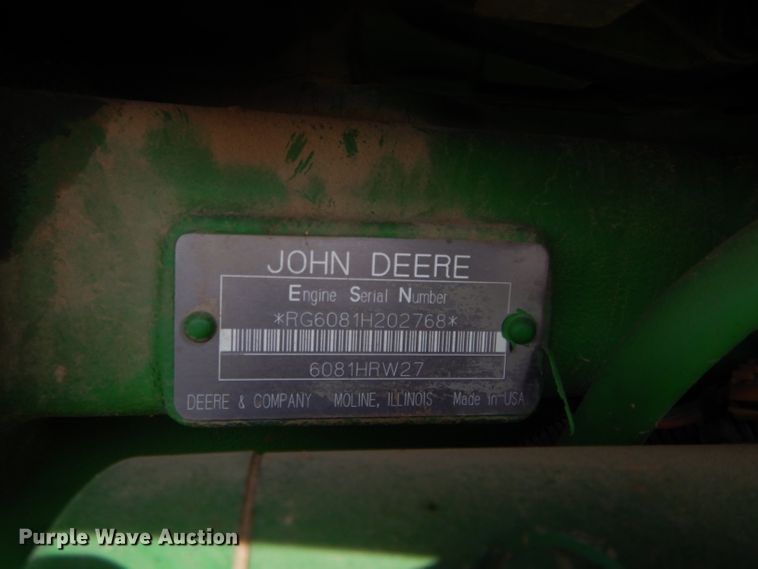 JOHN DEERE
Engine Serial Number
*RG6081H202768*
6081HRW27
DEERE & COMPANY MOLINE, ILLINOIS Made in USA
Purple Wave Auction